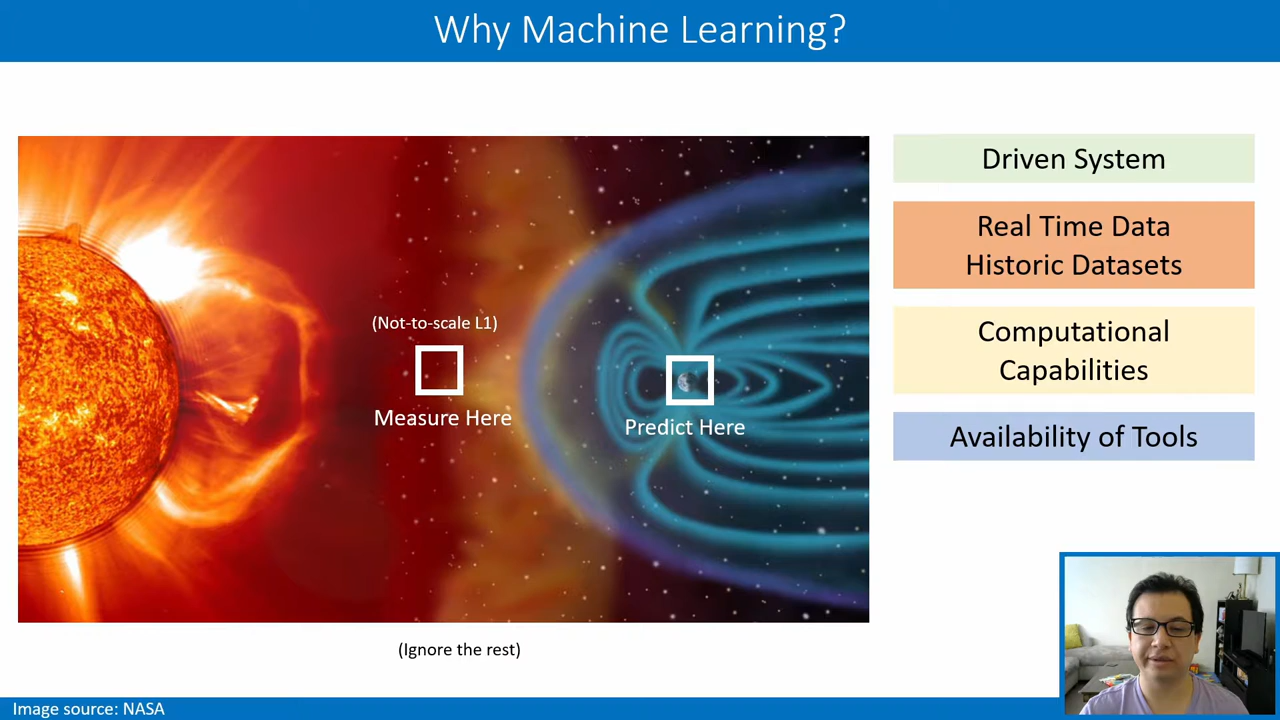 Why Machine Learning?
(Not-to-scale L1)
Measure Here
Predict Here
(Ignore the rest)
Driven System
Real Time Data
Historic Datasets
Computational
Capabilities
Availability of Tools
Image source: NASA